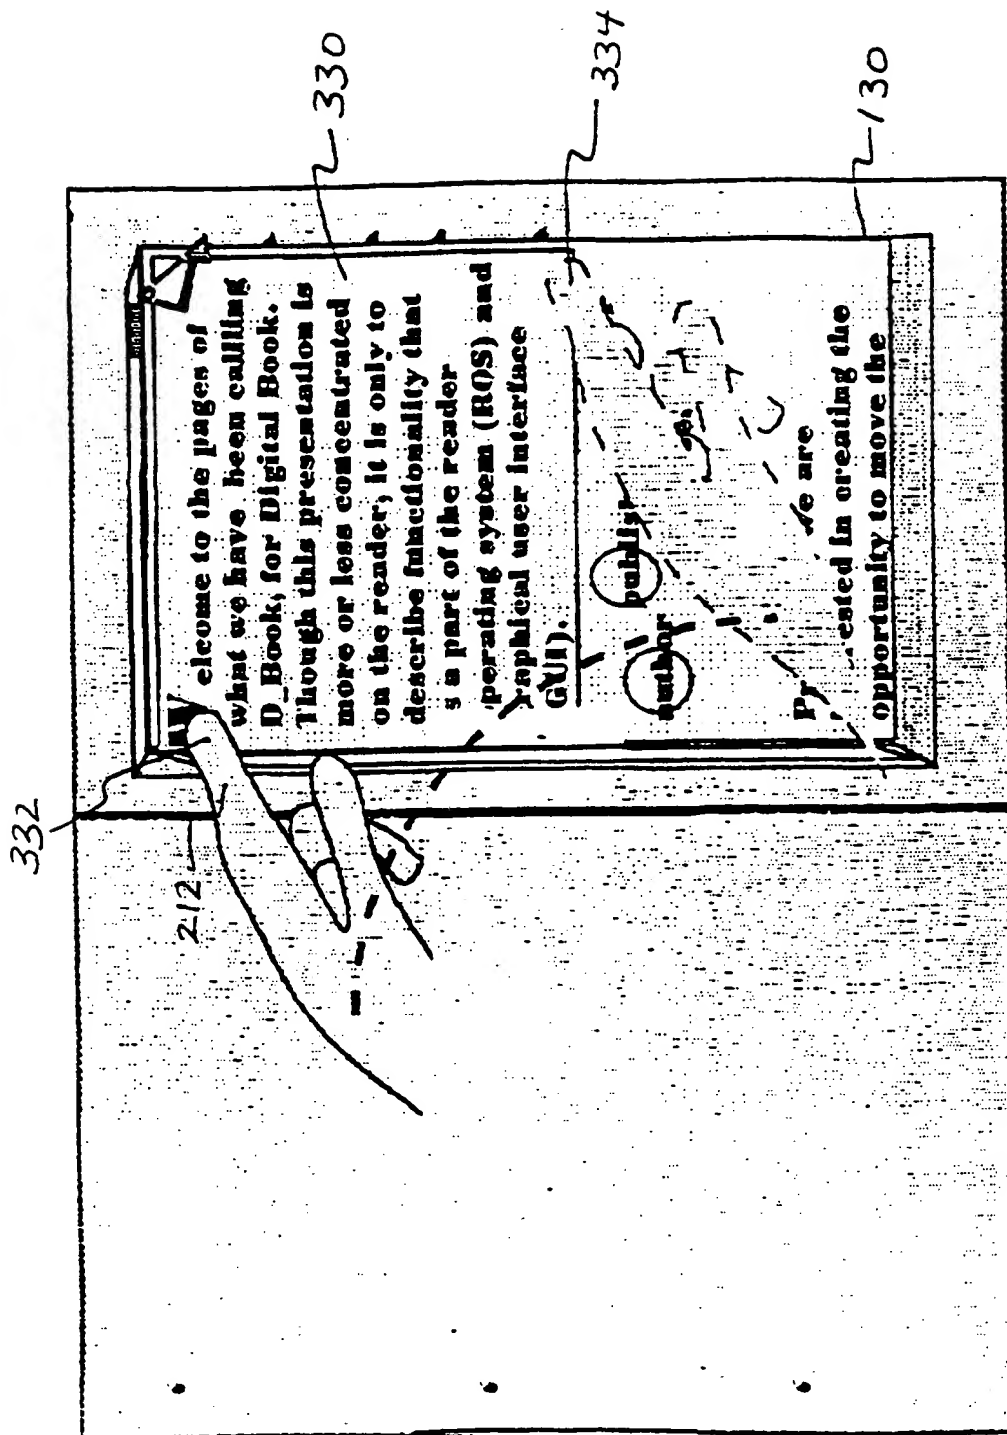 332
212
W
elcome to the pages of
what we have been calling
D_Book, for Digital Book.
Though this presentation is
more or less concentrated
on the reader, it is only to
describe functionality that
s a part of the reader
perating system (ROS) and
raphical user interface
GUI).
330
334
author publish
We are
ested in creating the
opportunity to move the
130